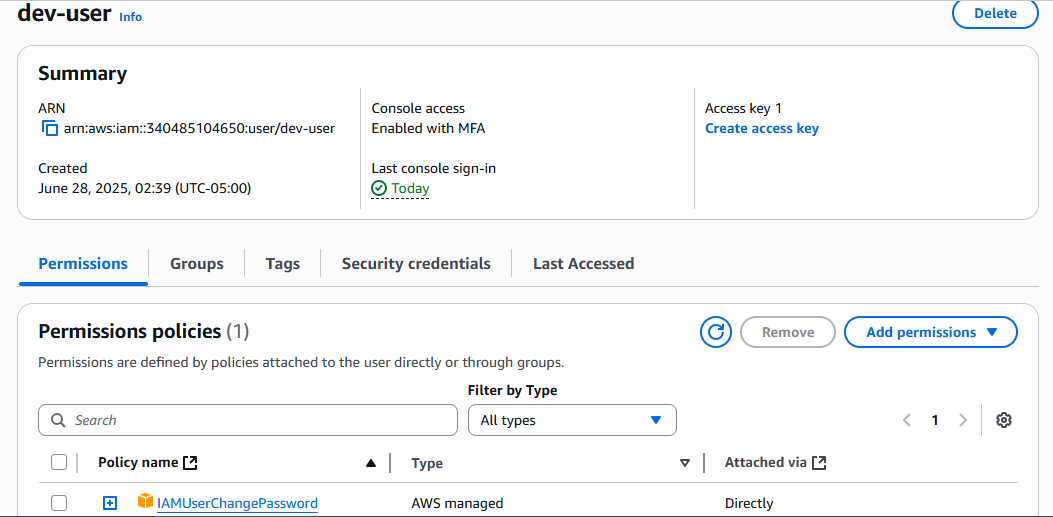 dev-user Info
Delete
Summary
ARN
arn:aws:iam::340485104650:user/dev-user
Created
June 28, 2025, 02:39 (UTC-05:00)
Console access
Enabled with MFA
Last console sign-in
Today
Access key 1
Create access key
Permissions Groups Tags Security credentials Last Accessed
Permissions policies (1)
Remove
Add permissions
Permissions are defined by policies attached to the user directly or through groups.
Filter by Type
Search
All types
1
Policy name Type Attached via
IAMUserChangePassword AWS managed Directly